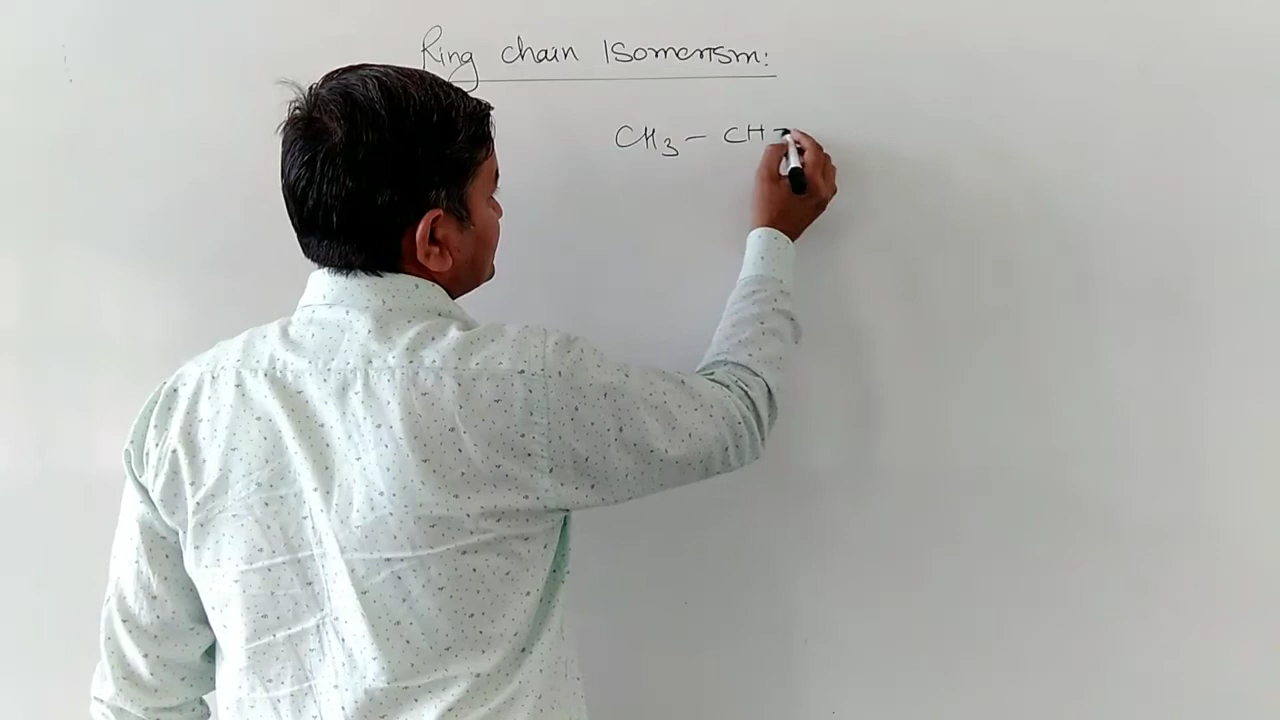 Ring chain Isomerism:
CH₃ - CH =